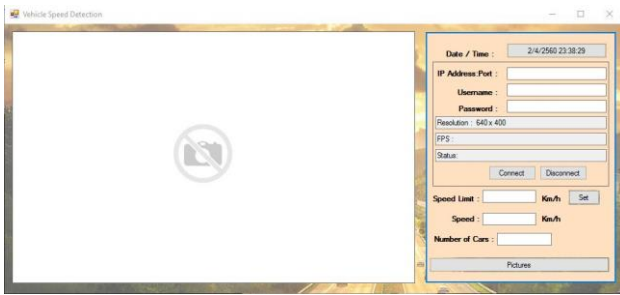 Vehicle Speed Detection
Date / Time : 2/4/2560 23:38:29
IP Address:Port :
Username :
Password :
Resolution : 640 x 400
FPS :
Status:
Connect Disconnect
Speed Limit : Km/h Set
Speed : Km/h
Number of Cars :
Pictures